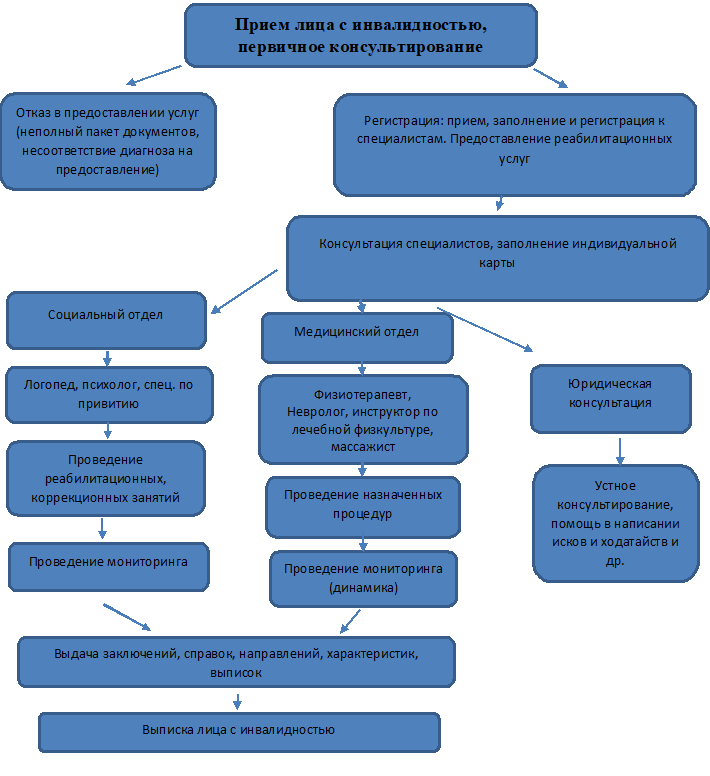 Прием лица с инвалидностью,
первичное консультирование
Отказ в предоставлении услуг
(неполный пакет документов,
несоответствие диагноза на
предоставление)
Регистрация: прием, заполнение и регистрация к
специалистам. Предоставление реабилитационных
услуг
Консультация специалистов, заполнение индивидуальной
карты
Социальный отдел
Логопед, психолог, спец. по
привитию
Проведение
реабилитационных,
коррекционных занятий
Проведение мониторинга
Медицинский отдел
Физиотерапевт,
Невролог, инструктор по
лечебной физкультуре,
массажист
Проведение назначенных
процедур
Проведение мониторинга
(динамика)
Юридическая
консультация
Устное
консультирование,
помощь в написании
исков и ходатайств и
др.
Выдача заключений, справок, направлений, характеристик,
выписок
Выписка лица с инвалидностью